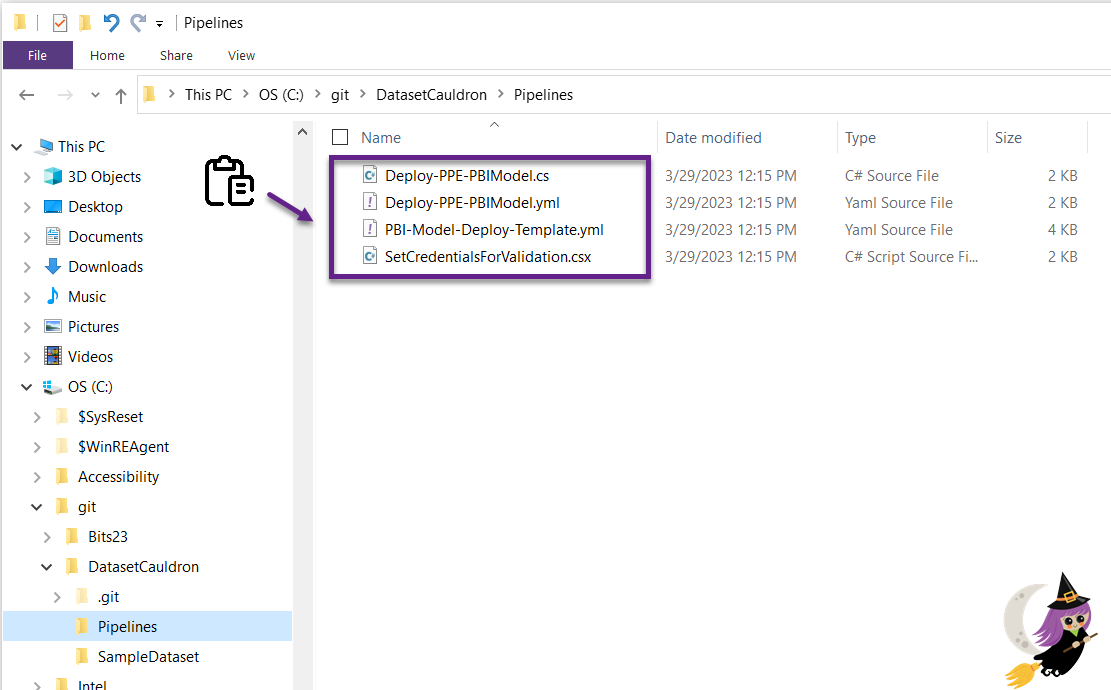 Pipelines
File Home Share View
This PC OS (C:) git DatasetCauldron Pipelines
Name Date modified Type Size
This PC
3D Objects
Desktop
Documents
Downloads
Music
Pictures
Videos
OS (C:)
$SysReset
$WinREAgent
Accessibility
git
Bits23
DatasetCauldron
.git
Pipelines
SampleDataset
Intel
Deploy-PPE-PBIModel.cs 3/29/2023 12:15 PM C# Source File 2 KB
Deploy-PPE-PBIModel.yml 3/29/2023 12:15 PM Yaml Source File 2 KB
PBI-Model-Deploy-Template.yml 3/29/2023 12:15 PM Yaml Source File 4 KB
SetCredentialsForValidation.csx 3/29/2023 12:15 PM C# Script Source Fi... 2 KB